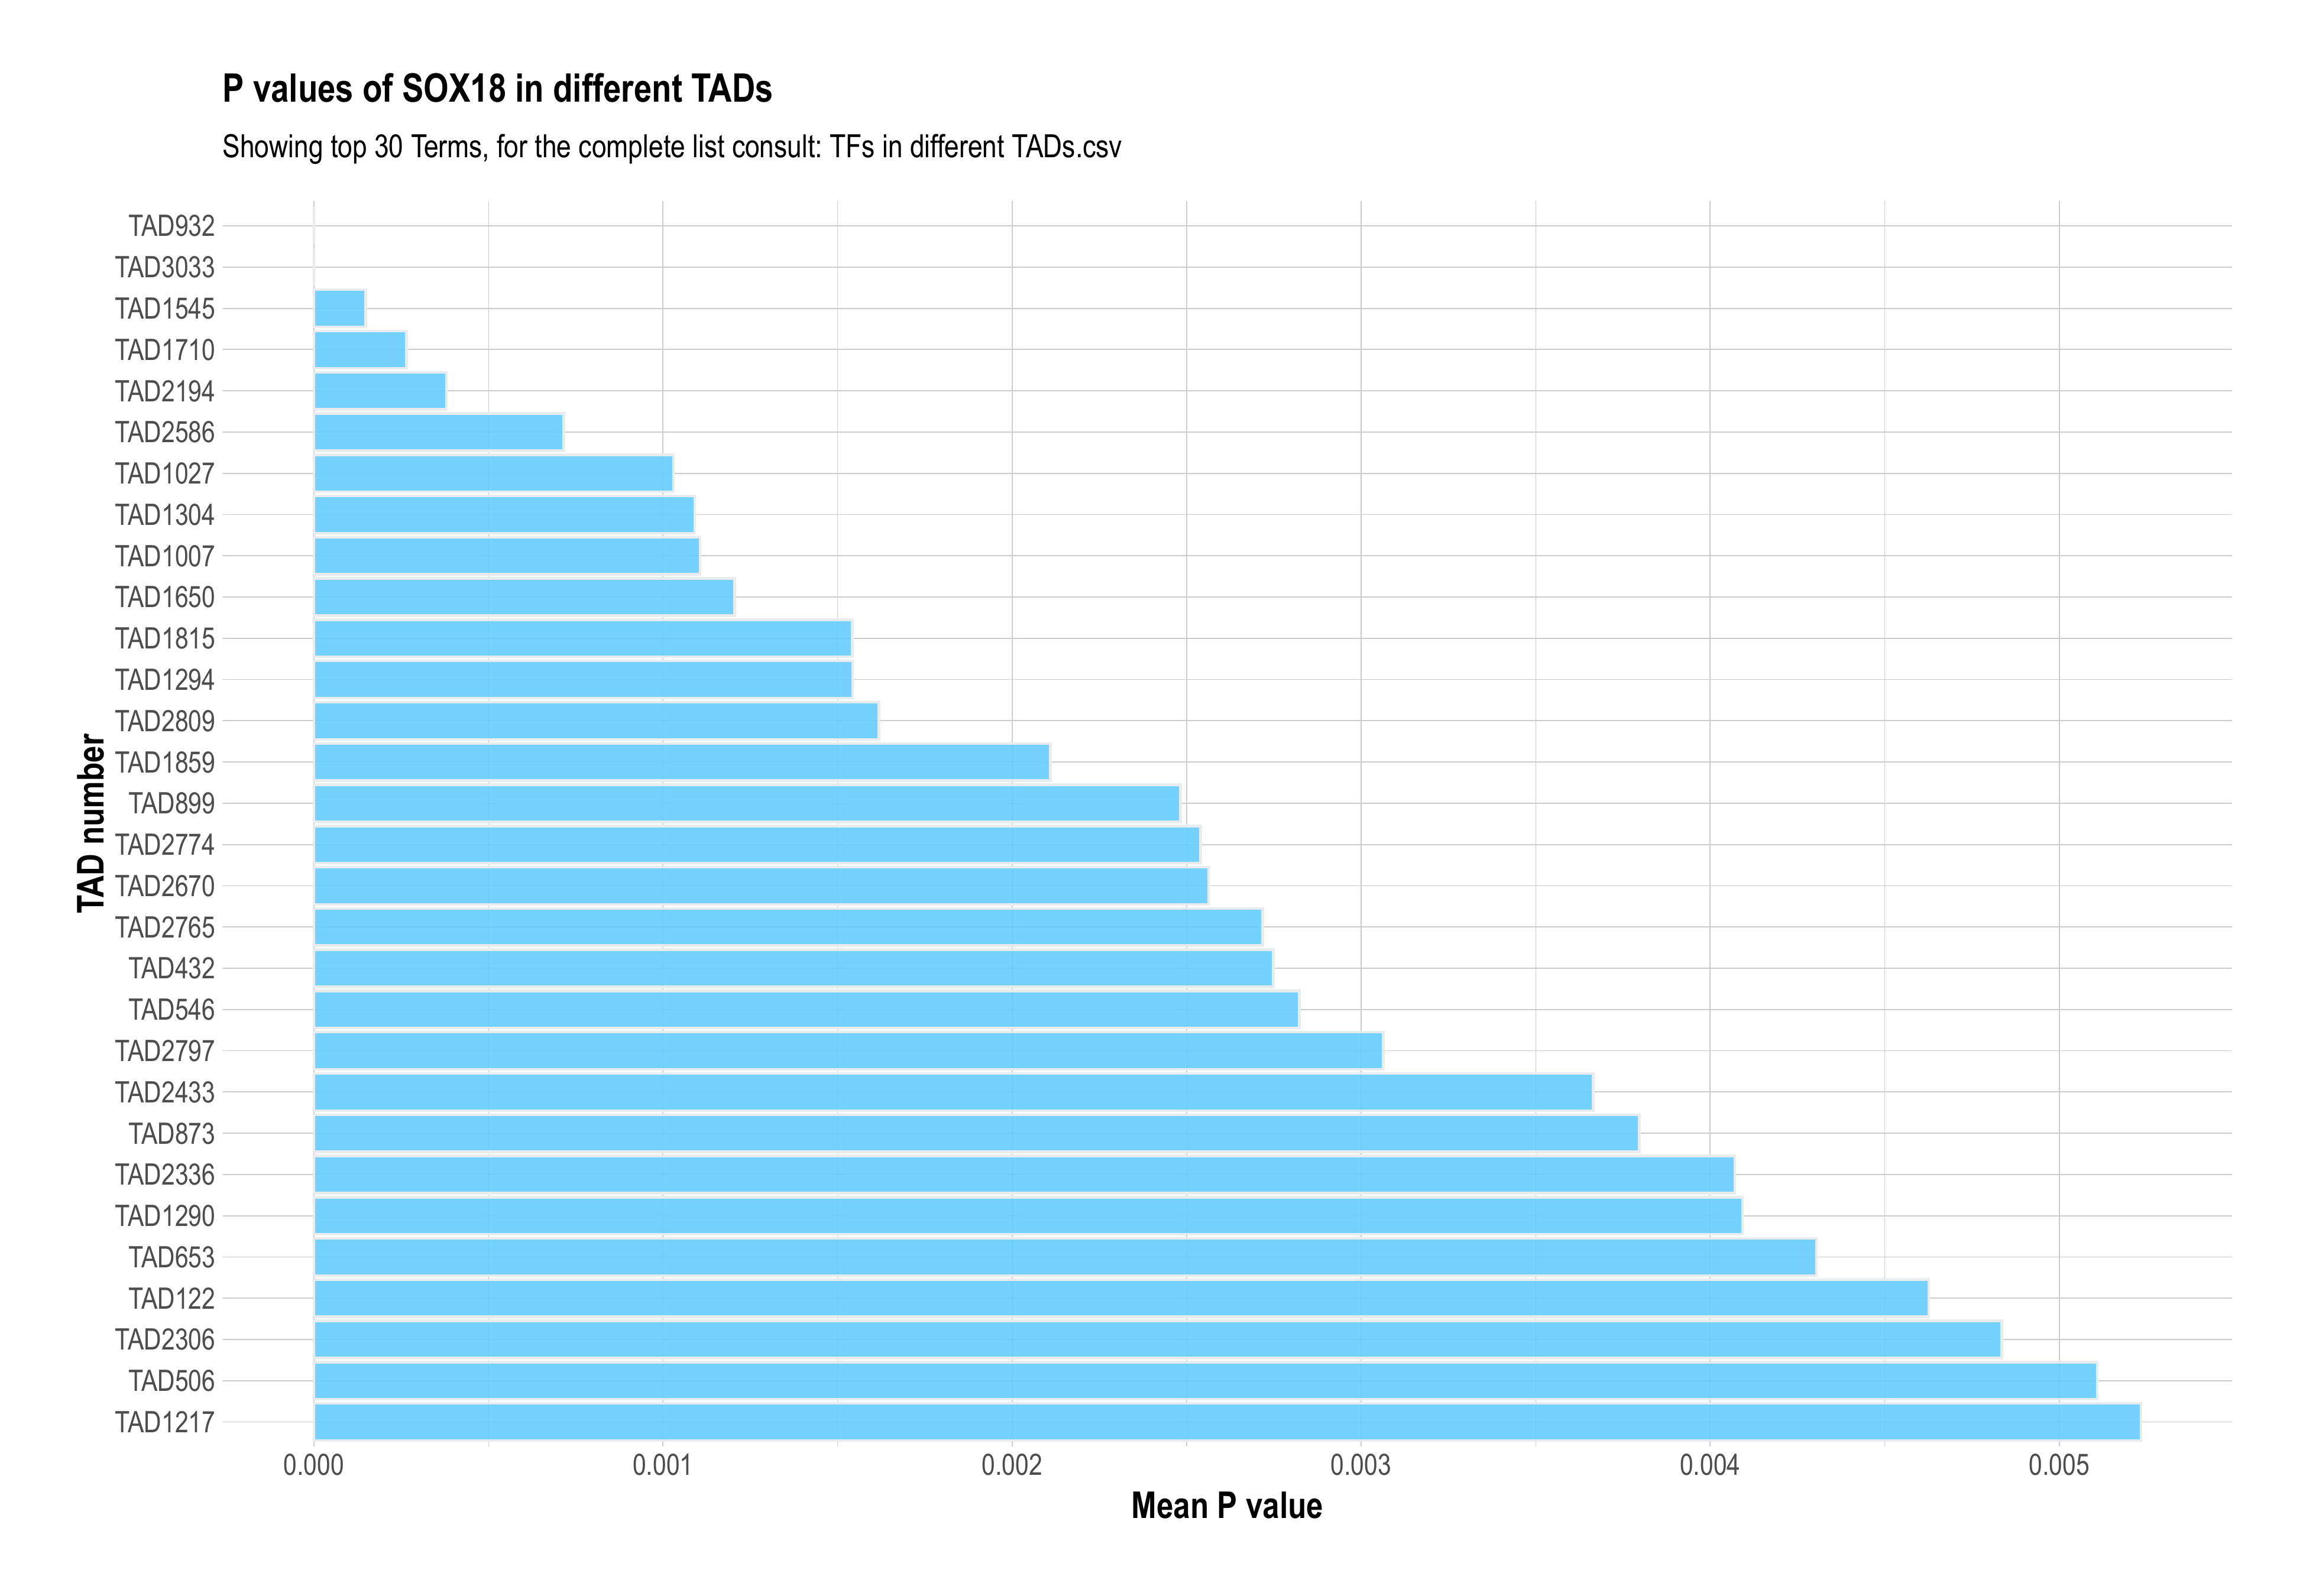 P values of SOX18 in different TADs
Showing top 30 Terms, for the complete list consult: TFs in different TADs.csv
TAD number
TAD932
TAD3033
TAD1545
TAD1710
TAD2194
TAD2586
TAD1027
TAD1304
TAD1007
TAD1650
TAD1815
TAD1294
TAD2809
TAD1859
TAD899
TAD2774
TAD2670
TAD2765
TAD432
TAD546
TAD2797
TAD2433
TAD873
TAD2336
TAD1290
TAD653
TAD122
TAD2306
TAD506
TAD1217
0.000 0.001 0.002 0.003 0.004 0.005
Mean P value